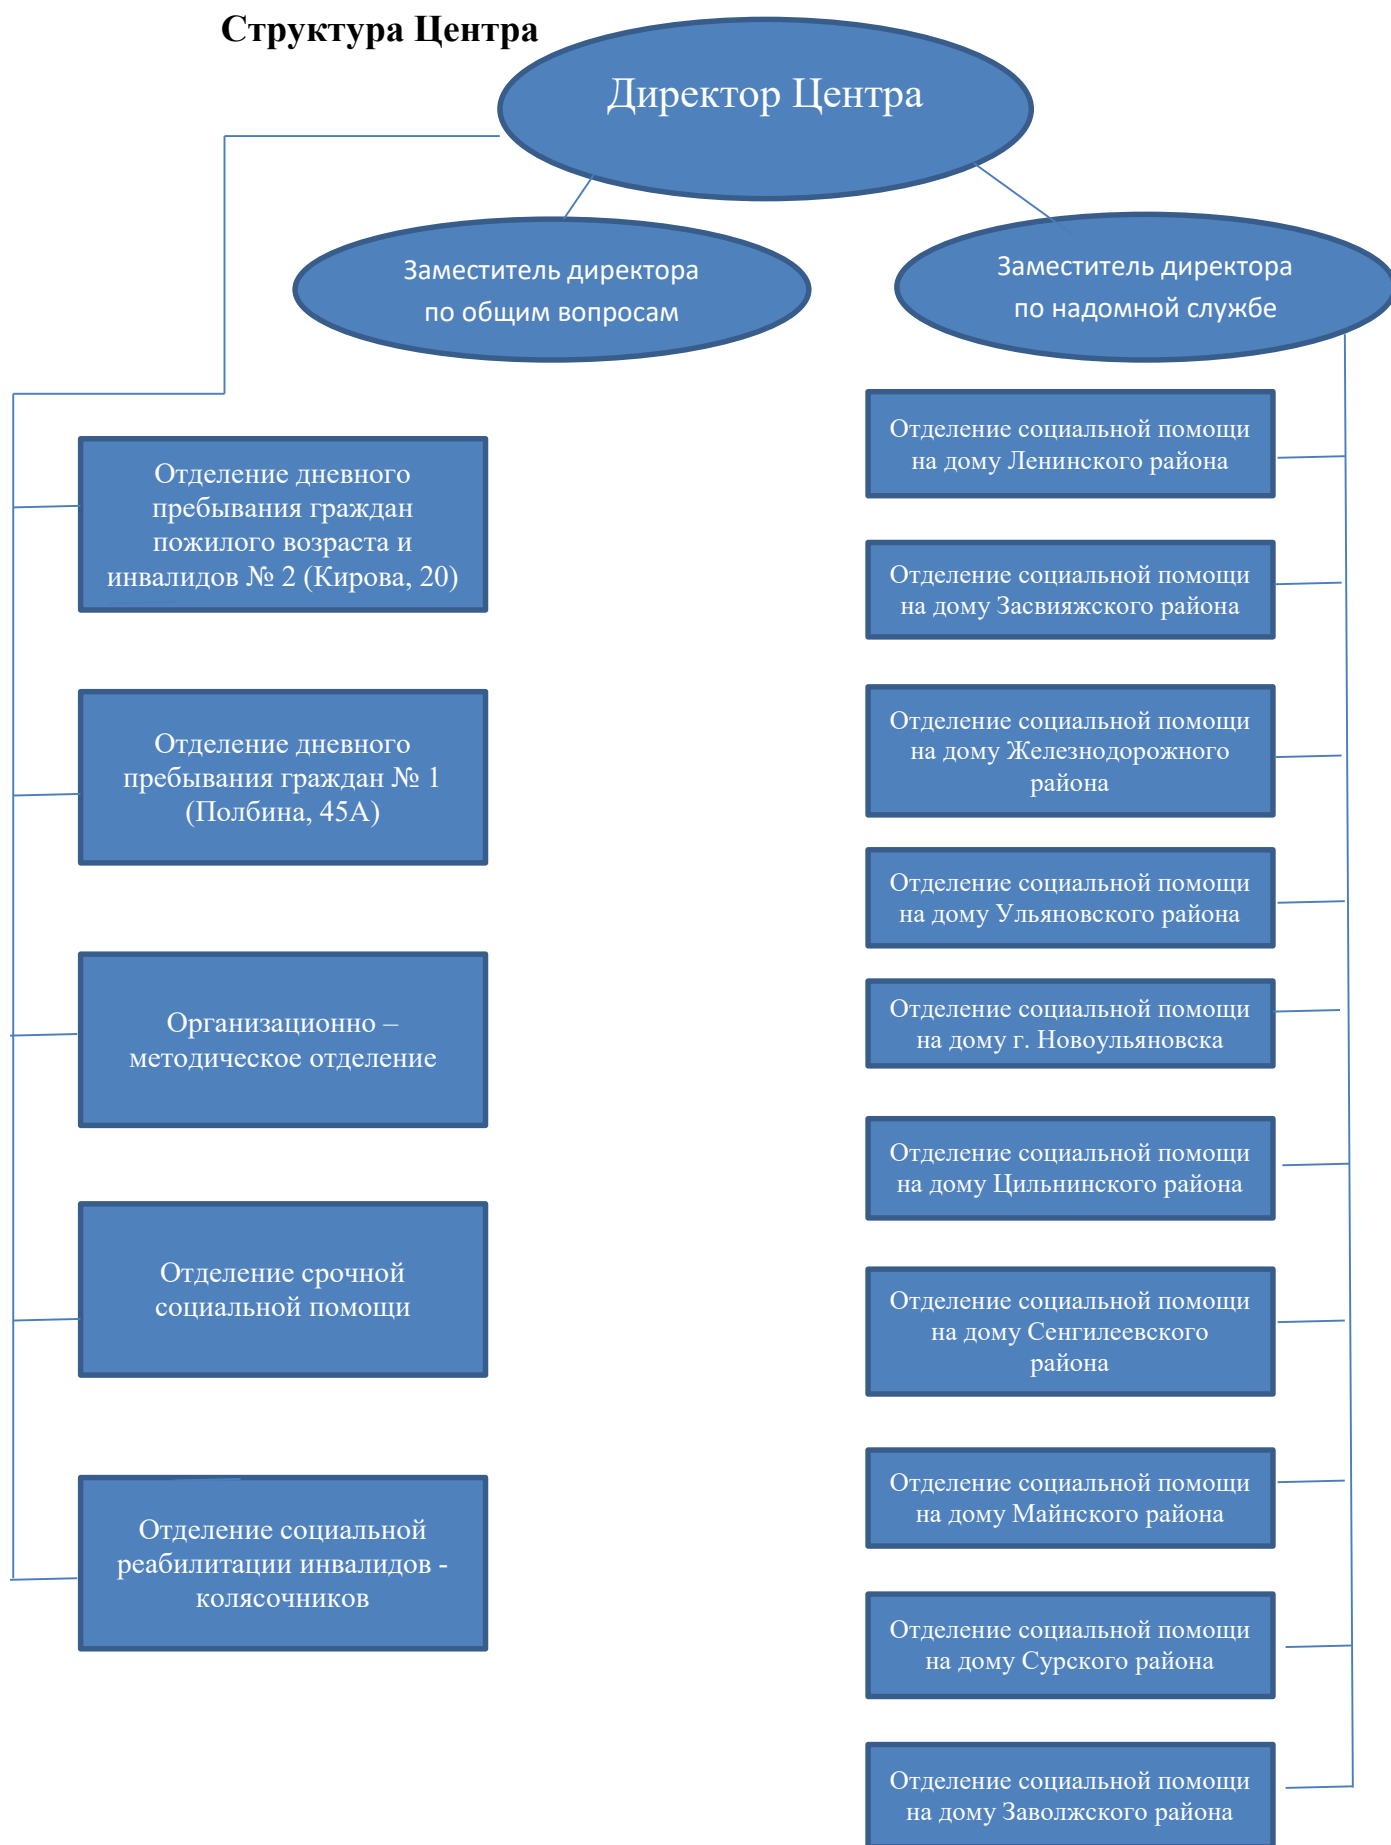 Структура Центра
Директор Центра
Заместитель директора
по общим вопросам
Заместитель директора
по надомной службе
Отделение дневного
пребывания граждан
пожилого возраста и
инвалидов № 2 (Кирова, 20)
Отделение дневного
пребывания граждан № 1
(Полбина, 45А)
Организационно –
методическое отделение
Отделение срочной
социальной помощи
Отделение социальной
реабилитации инвалидов -
колясочников
Отделение социальной помощи
на дому Ленинского района
Отделение социальной помощи
на дому Засвияжского района
Отделение социальной помощи
на дому Железнодорожного
района
Отделение социальной помощи
на дому Ульяновского района
Отделение социальной помощи
на дому г. Новоульяновска
Отделение социальной помощи
на дому Цильнинского района
Отделение социальной помощи
на дому Сенгилеевского
района
Отделение социальной помощи
на дому Майнского района
Отделение социальной помощи
на дому Сурского района
Отделение социальной помощи
на дому Заволжского района